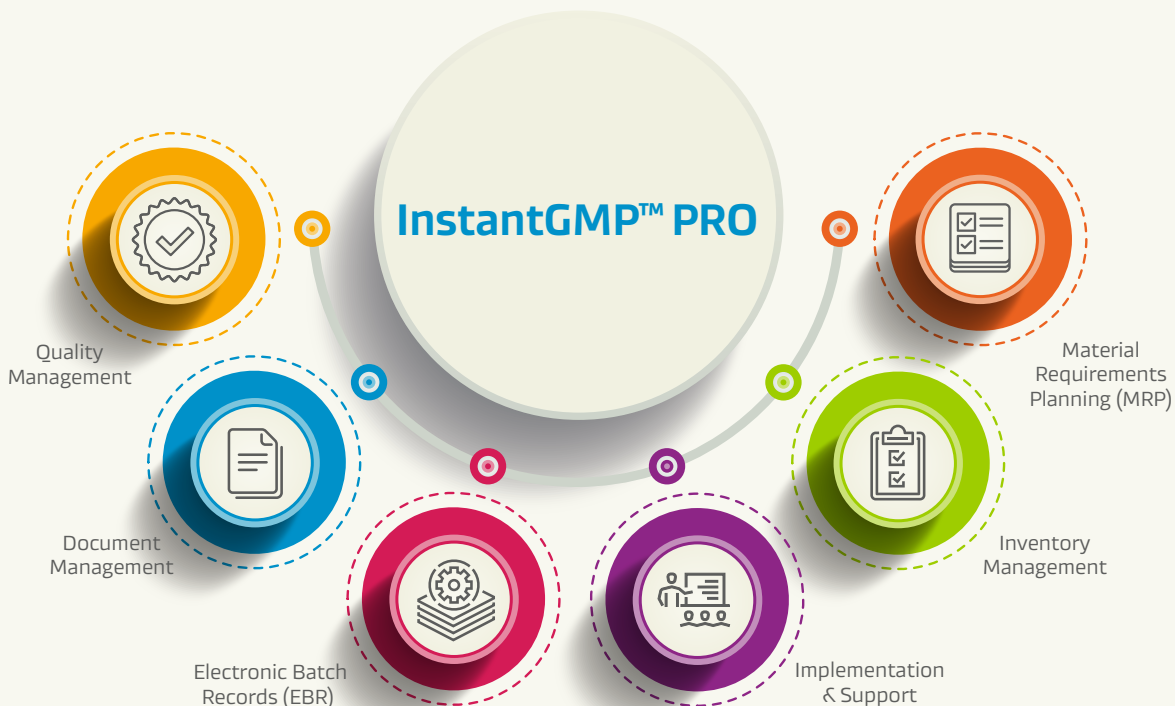 InstantGMP™ PRO
Quality
Management
Document
Management
Electronic Batch
Records (EBR)
Implementation
& Support
Inventory
Management
Material
Requirements
Planning (MRP)